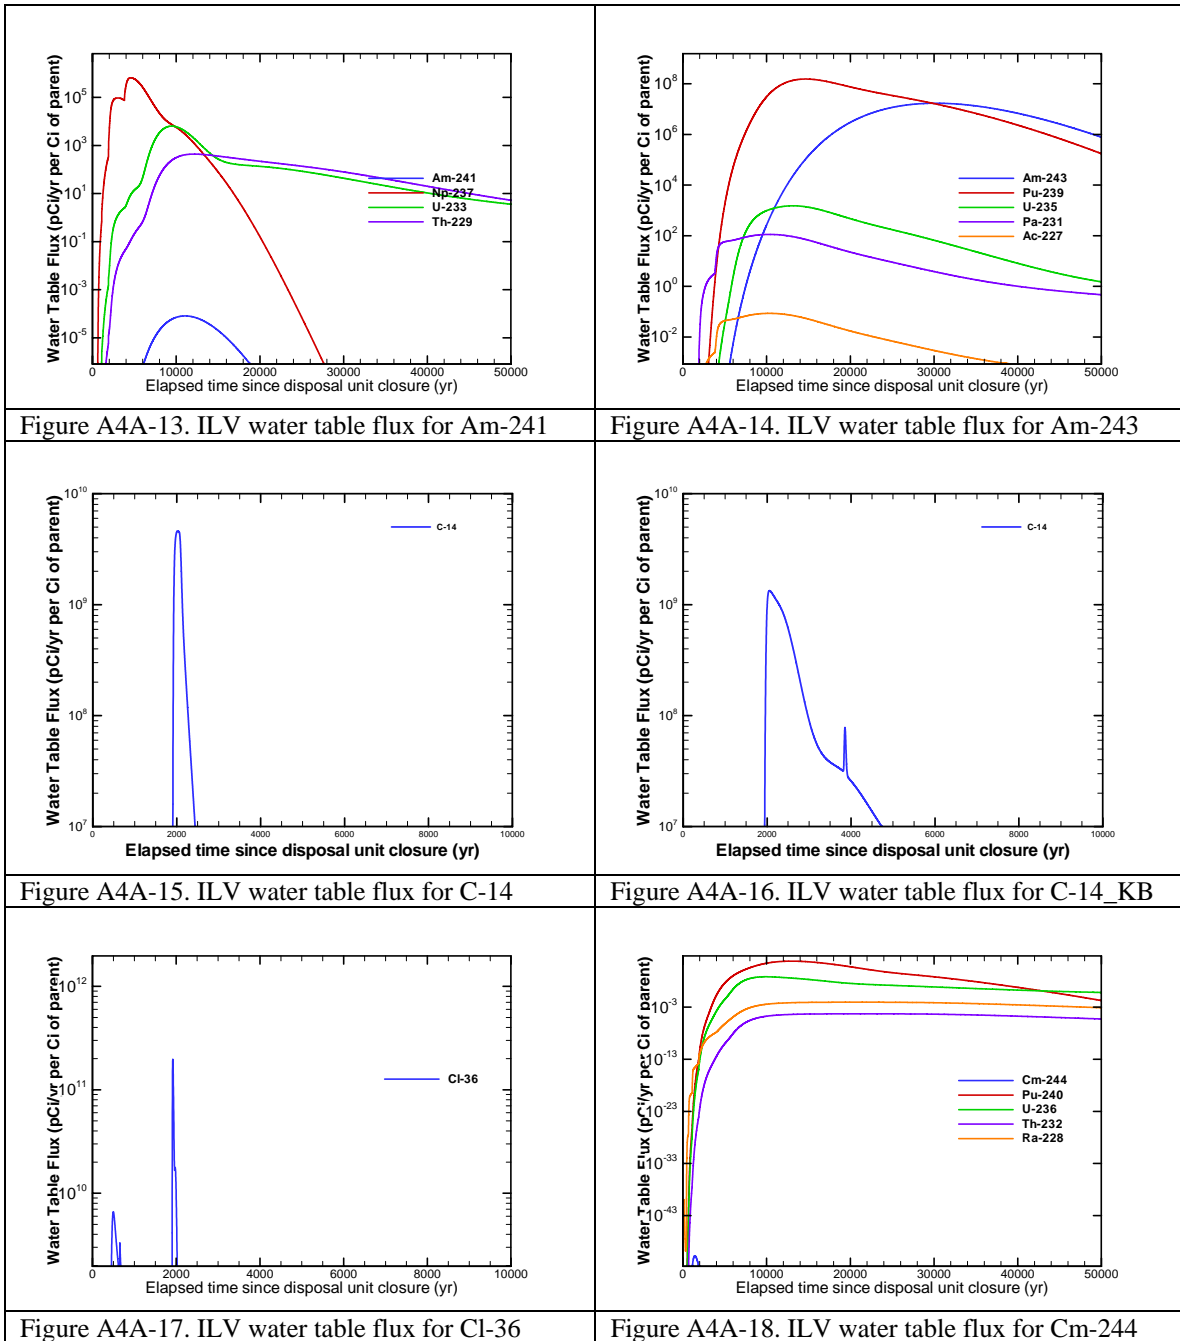 Water Table Flux (pCi/yr per Ci of parent)
10^5
10^3
10^1
10^-1
10^-3
10^-5
Am-241
Np-237
U-233
Th-229
0 10000 20000 30000 40000 50000
Elapsed time since disposal unit closure (yr)
Figure A4A-13. ILV water table flux for Am-241
Water Table Flux (pCi/yr per Ci of parent)
10^8
10^6
10^4
10^2
10^0
10^-2
Am-243
Pu-239
U-235
Pa-231
Ac-227
0 10000 20000 30000 40000 50000
Elapsed time since disposal unit closure (yr)
Figure A4A-14. ILV water table flux for Am-243
Water Table Flux (pCi/yr per Ci of parent)
10^10
10^9
10^8
10^7
C-14
0 2000 4000 6000 8000 10000
Elapsed time since disposal unit closure (yr)
Figure A4A-15. ILV water table flux for C-14
Water Table Flux (pCi/yr per Ci of parent)
10^10
10^9
10^8
10^7
C-14
0 2000 4000 6000 8000 10000
Elapsed time since disposal unit closure (yr)
Figure A4A-16. ILV water table flux for C-14_KB
Water Table Flux (pCi/yr per Ci of parent)
10^12
10^11
10^10
Cl-36
0 2000 4000 6000 8000 10000
Elapsed time since disposal unit closure (yr)
Figure A4A-17. ILV water table flux for Cl-36
Water Table Flux (pCi/yr per Ci of parent)
10^-3
10^-13
10^-23
10^-33
10^-43
Cm-244
Pu-240
U-236
Th-232
Ra-228
0 10000 20000 30000 40000 50000
Elapsed time since disposal unit closure (yr)
Figure A4A-18. ILV water table flux for Cm-244